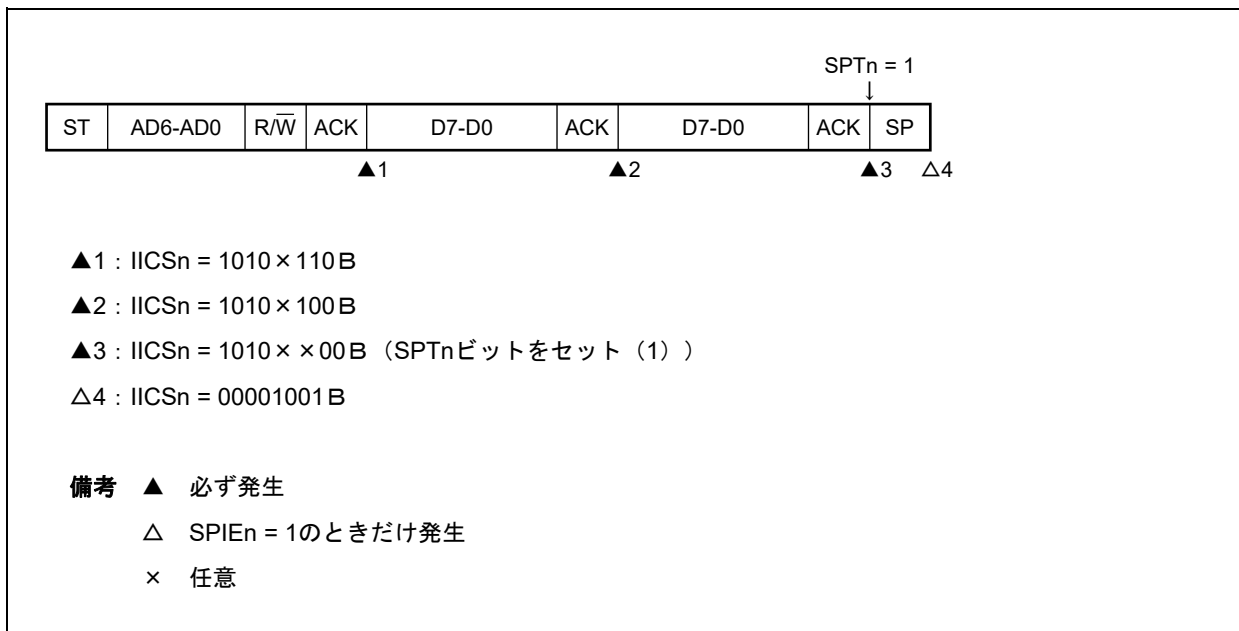 SPTn = 1
↓
ST AD6-AD0 R/W̅ ACK D7-D0 ACK D7-D0 ACK SP
▲1 ▲2 ▲3 △4
▲1：IICSn = 1010×110B
▲2：IICSn = 1010×100B
▲3：IICSn = 1010××00B（SPTnビットをセット（1））
△4：IICSn = 00001001B
備考 ▲ 必ず発生
△ SPIEn = 1のときだけ発生
× 任意